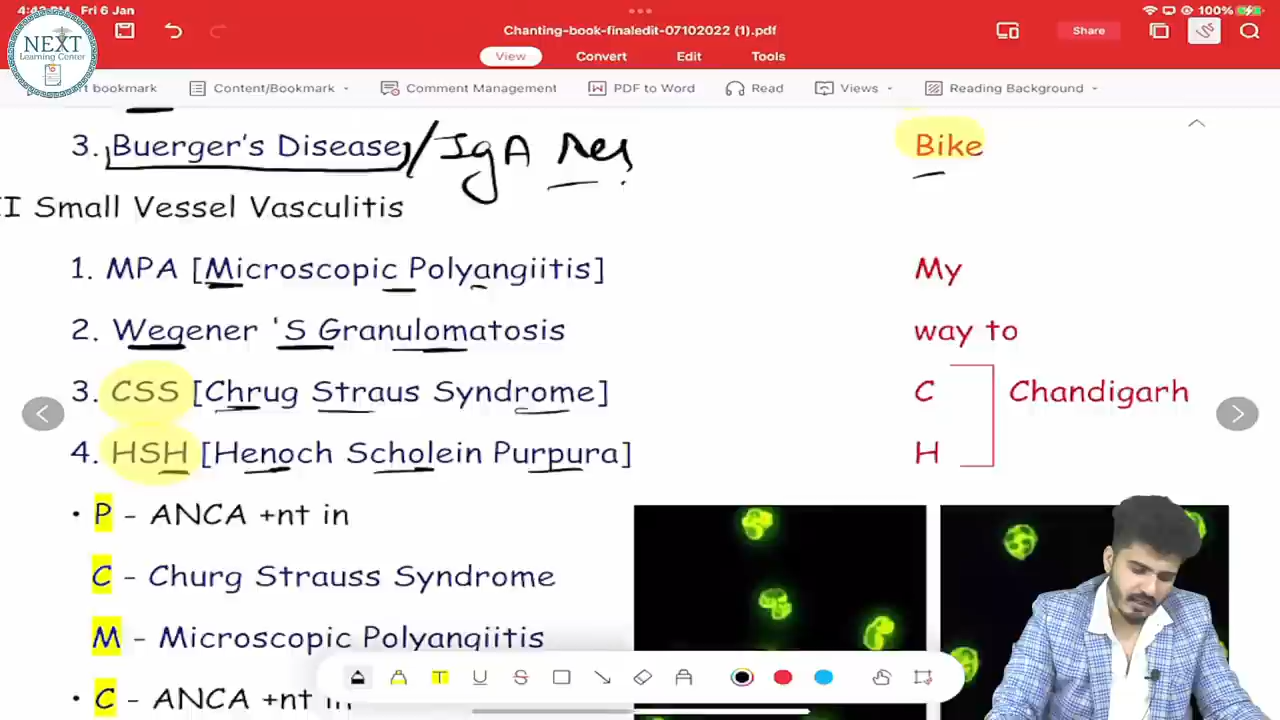 4:43 PM Fri 6 Jan
100%
NEXT
Learning Center
Chanting-book-finaledit-07102022 (1).pdf
Share
View Convert Edit Tools
bookmark Content/Bookmark Comment Management PDF to Word Read Views Reading Background
3. Buerger's Disease /IgA Bike
II Small Vessel Vasculitis
1. MPA [Microscopic Polyangiitis] My
2. Wegener 'S Granulomatosis way to
3. CSS [Chrug Straus Syndrome] C Chandigarh
4. HSH [Henoch Scholein Purpura] H
• P - ANCA +nt in
C - Churg Strauss Syndrome
M - Microscopic Polyangiitis
• C - ANCA +nt in
T U S